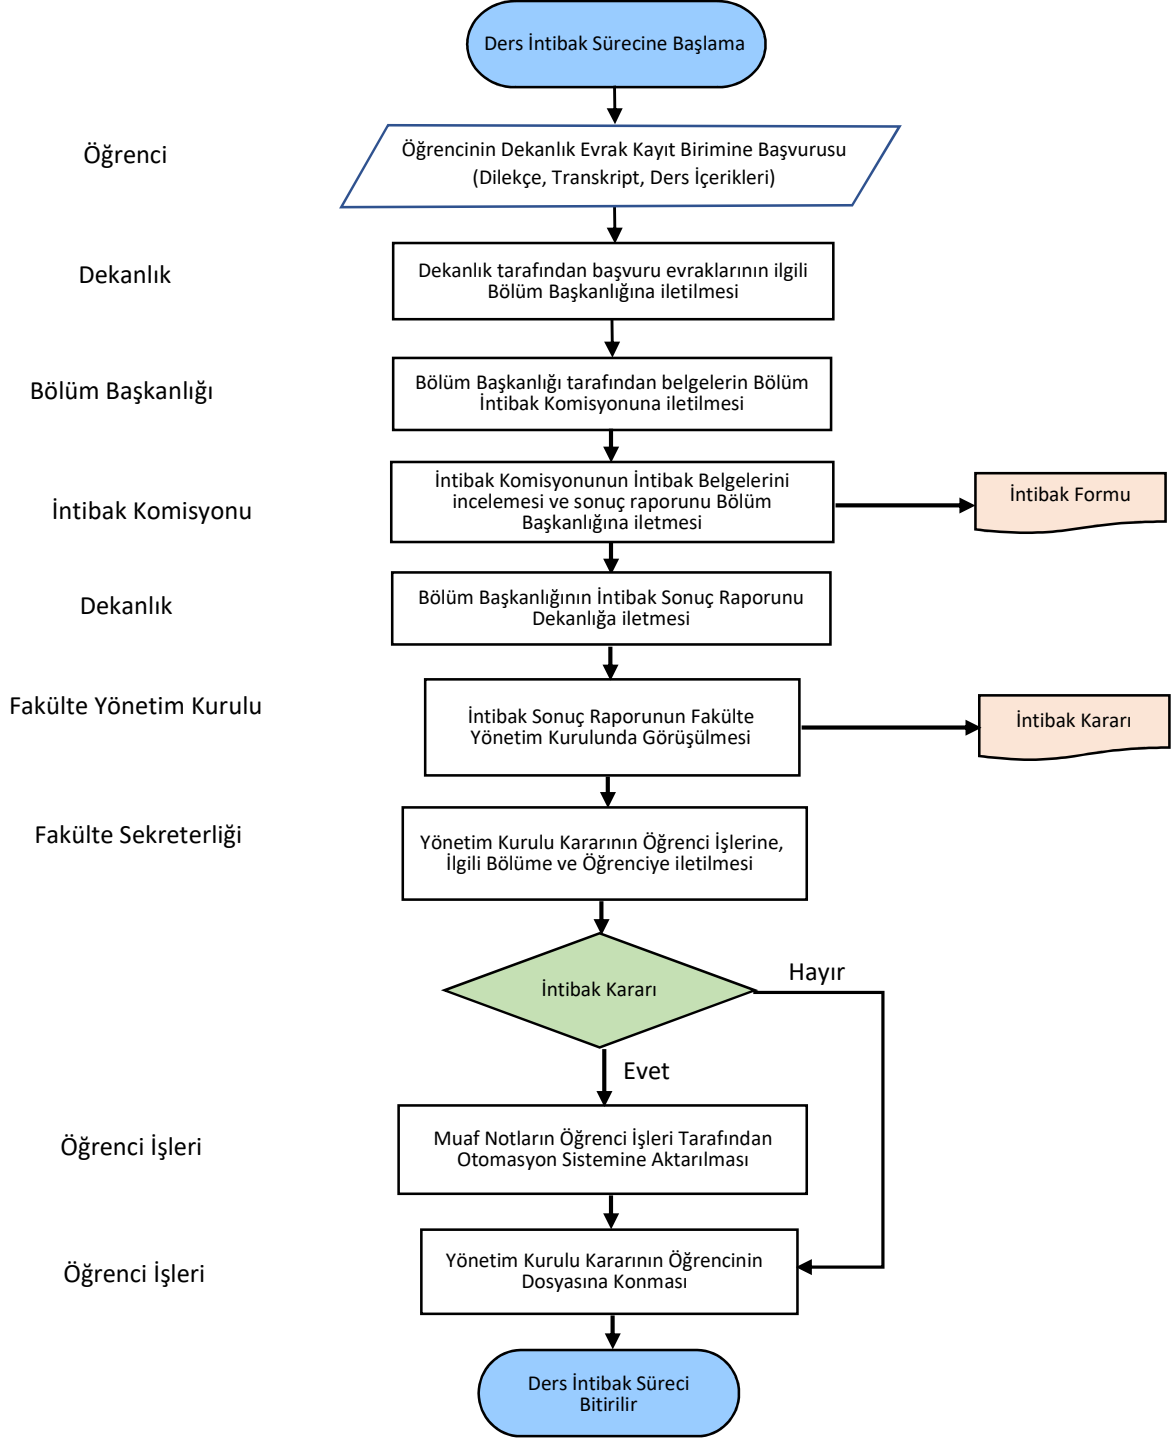 Ders İntibak Sürecine Başlama
Öğrenci
Öğrencinin Dekanlık Evrak Kayıt Birimine Başvurusu
(Dilekçe, Transkript, Ders İçerikleri)
Dekanlık
Dekanlık tarafından başvuru evraklarının ilgili
Bölüm Başkanlığına iletilmesi
Bölüm Başkanlığı
Bölüm Başkanlığı tarafından belgelerin Bölüm
İntibak Komisyonuna iletilmesi
İntibak Komisyonu
İntibak Komisyonunun İntibak Belgelerini
incelemesi ve sonuç raporunu Bölüm
Başkanlığına iletmesi
İntibak Formu
Dekanlık
Bölüm Başkanlığının İntibak Sonuç Raporunu
Dekanlığa iletmesi
Fakülte Yönetim Kurulu
İntibak Sonuç Raporunun Fakülte
Yönetim Kurulunda Görüşülmesi
İntibak Kararı
Fakülte Sekreterliği
Yönetim Kurulu Kararının Öğrenci İşlerine,
İlgili Bölüme ve Öğrenciye iletilmesi
İntibak Kararı
Hayır
Evet
Öğrenci İşleri
Muaf Notların Öğrenci İşleri Tarafından
Otomasyon Sistemine Aktarılması
Öğrenci İşleri
Yönetim Kurulu Kararının Öğrencinin
Dosyasına Konması
Ders İntibak Süreci
Bitirilir